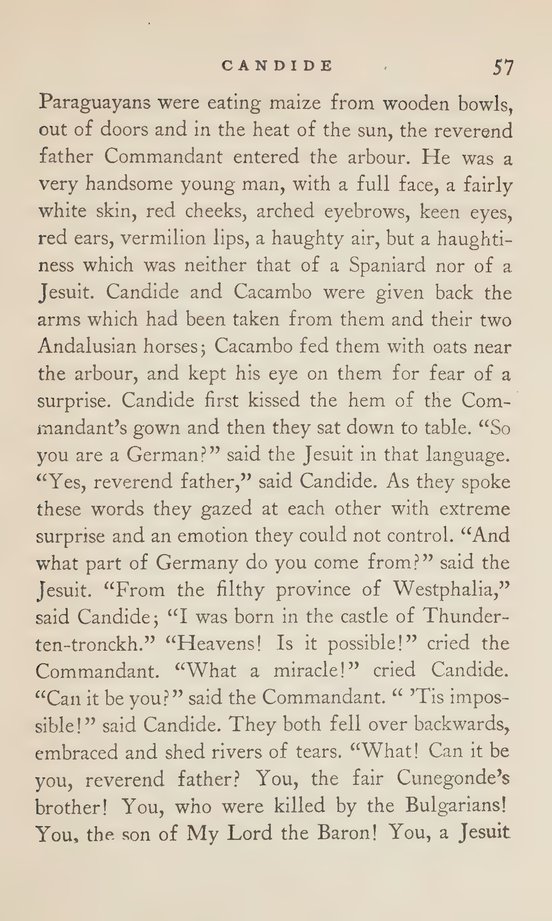 CANDIDE 57
Paraguayans were eating maize from wooden bowls,
out of doors and in the heat of the sun, the reverend
father Commandant entered the arbour. He was a
very handsome young man, with a full face, a fairly
white skin, red cheeks, arched eyebrows, keen eyes,
red ears, vermilion lips, a haughty air, but a haughti-
ness which was neither that of a Spaniard nor of a
Jesuit. Candide and Cacambo were given back the
arms which had been taken from them and their two
Andalusian horses; Cacambo fed them with oats near
the arbour, and kept his eye on them for fear of a
surprise. Candide first kissed the hem of the Com-
mandant’s gown and then they sat down to table. “So
you are a German?” said the Jesuit in that language.
“Yes, reverend father,” said Candide. As they spoke
these words they gazed at each other with extreme
surprise and an emotion they could not control. “And
what part of Germany do you come from?” said the
Jesuit. “From the filthy province of Westphalia,”
said Candide; “I was born in the castle of Thunder-
ten-tronckh.” “Heavens! Is it possible!” cried the
Commandant. “What a miracle!” cried Candide.
“Can it be you?” said the Commandant. “ ’Tis impos-
sible!” said Candide. They both fell over backwards,
embraced and shed rivers of tears. “What! Can it be
you, reverend father? You, the fair Cunegonde’s
brother! You, who were killed by the Bulgarians!
You, the son of My Lord the Baron! You, a Jesuit